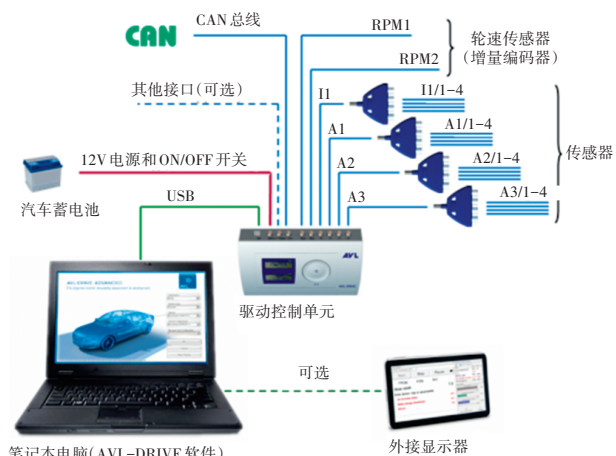 CAN
CAN 总线
RPM1
轮速传感器
(增量编码器)
RPM2
其他接口(可选)
I1
I1/1-4
A1
A1/1-4
传感器
12V 电源和 ON/OFF 开关
A2
A2/1-4
汽车蓄电池
USB
A3
A3/1-4
AVL
驱动控制单元
可选
笔记本电脑(AVL-DRIVE 软件)
外接显示器